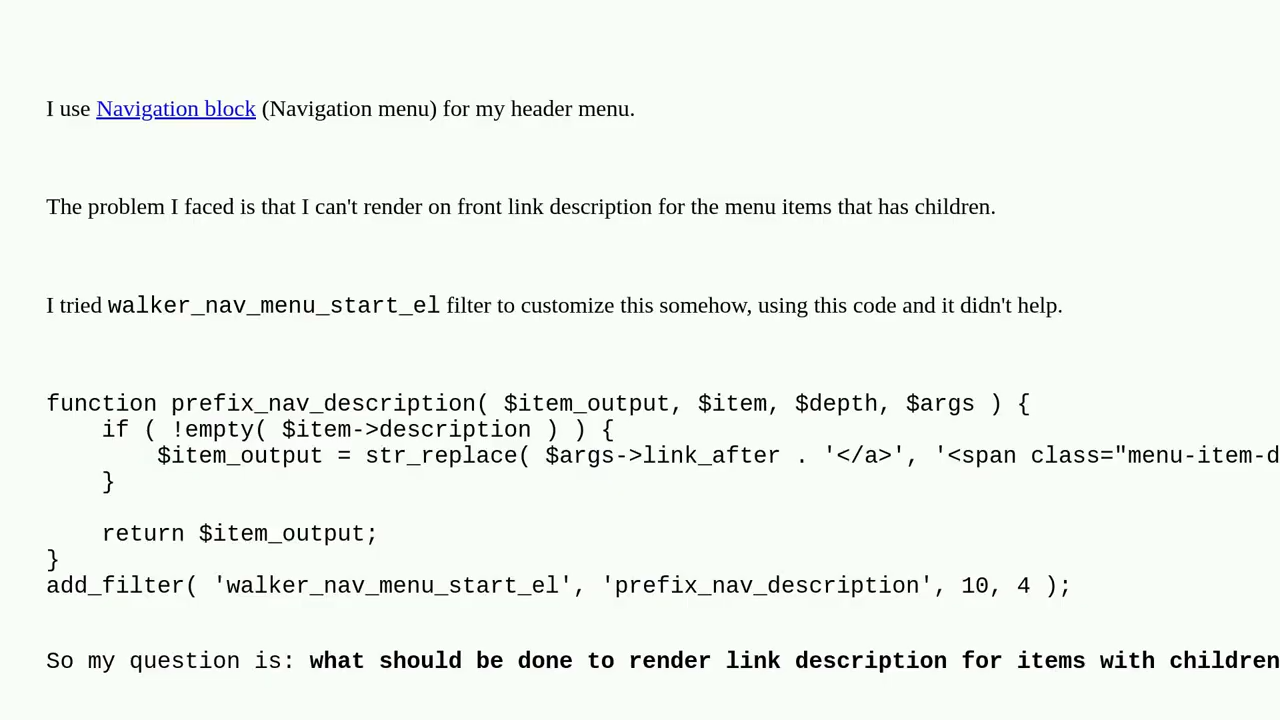 I use Navigation block (Navigation menu) for my header menu.
The problem I faced is that I can't render on front link description for the menu items that has children.
I tried walker_nav_menu_start_el filter to customize this somehow, using this code and it didn't help.
function prefix_nav_description( $item_output, $item, $depth, $args ) {
    if ( !empty( $item->description ) ) {
        $item_output = str_replace( $args->link_after . '</a>', '<span class="menu-item-d
    }
    return $item_output;
}
add_filter( 'walker_nav_menu_start_el', 'prefix_nav_description', 10, 4 );
So my question is: what should be done to render link description for items with children